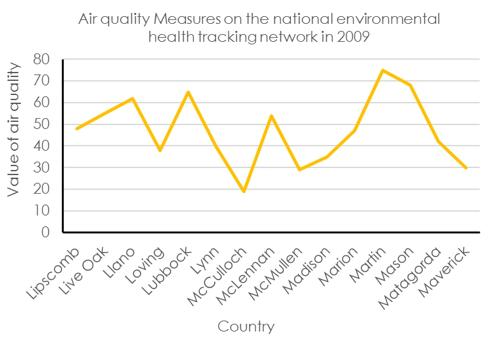 Air quality Measures on the national environmental
health tracking network in 2009
Value of air quality
80
70
60
50
40
30
20
10
0
Lipscomb
Live Oak
Llano
Loving
Lubbock
Lynn
McCulloch
McLennan
McMullen
Madison
Marion
Martin
Mason
Matagorda
Maverick
Country